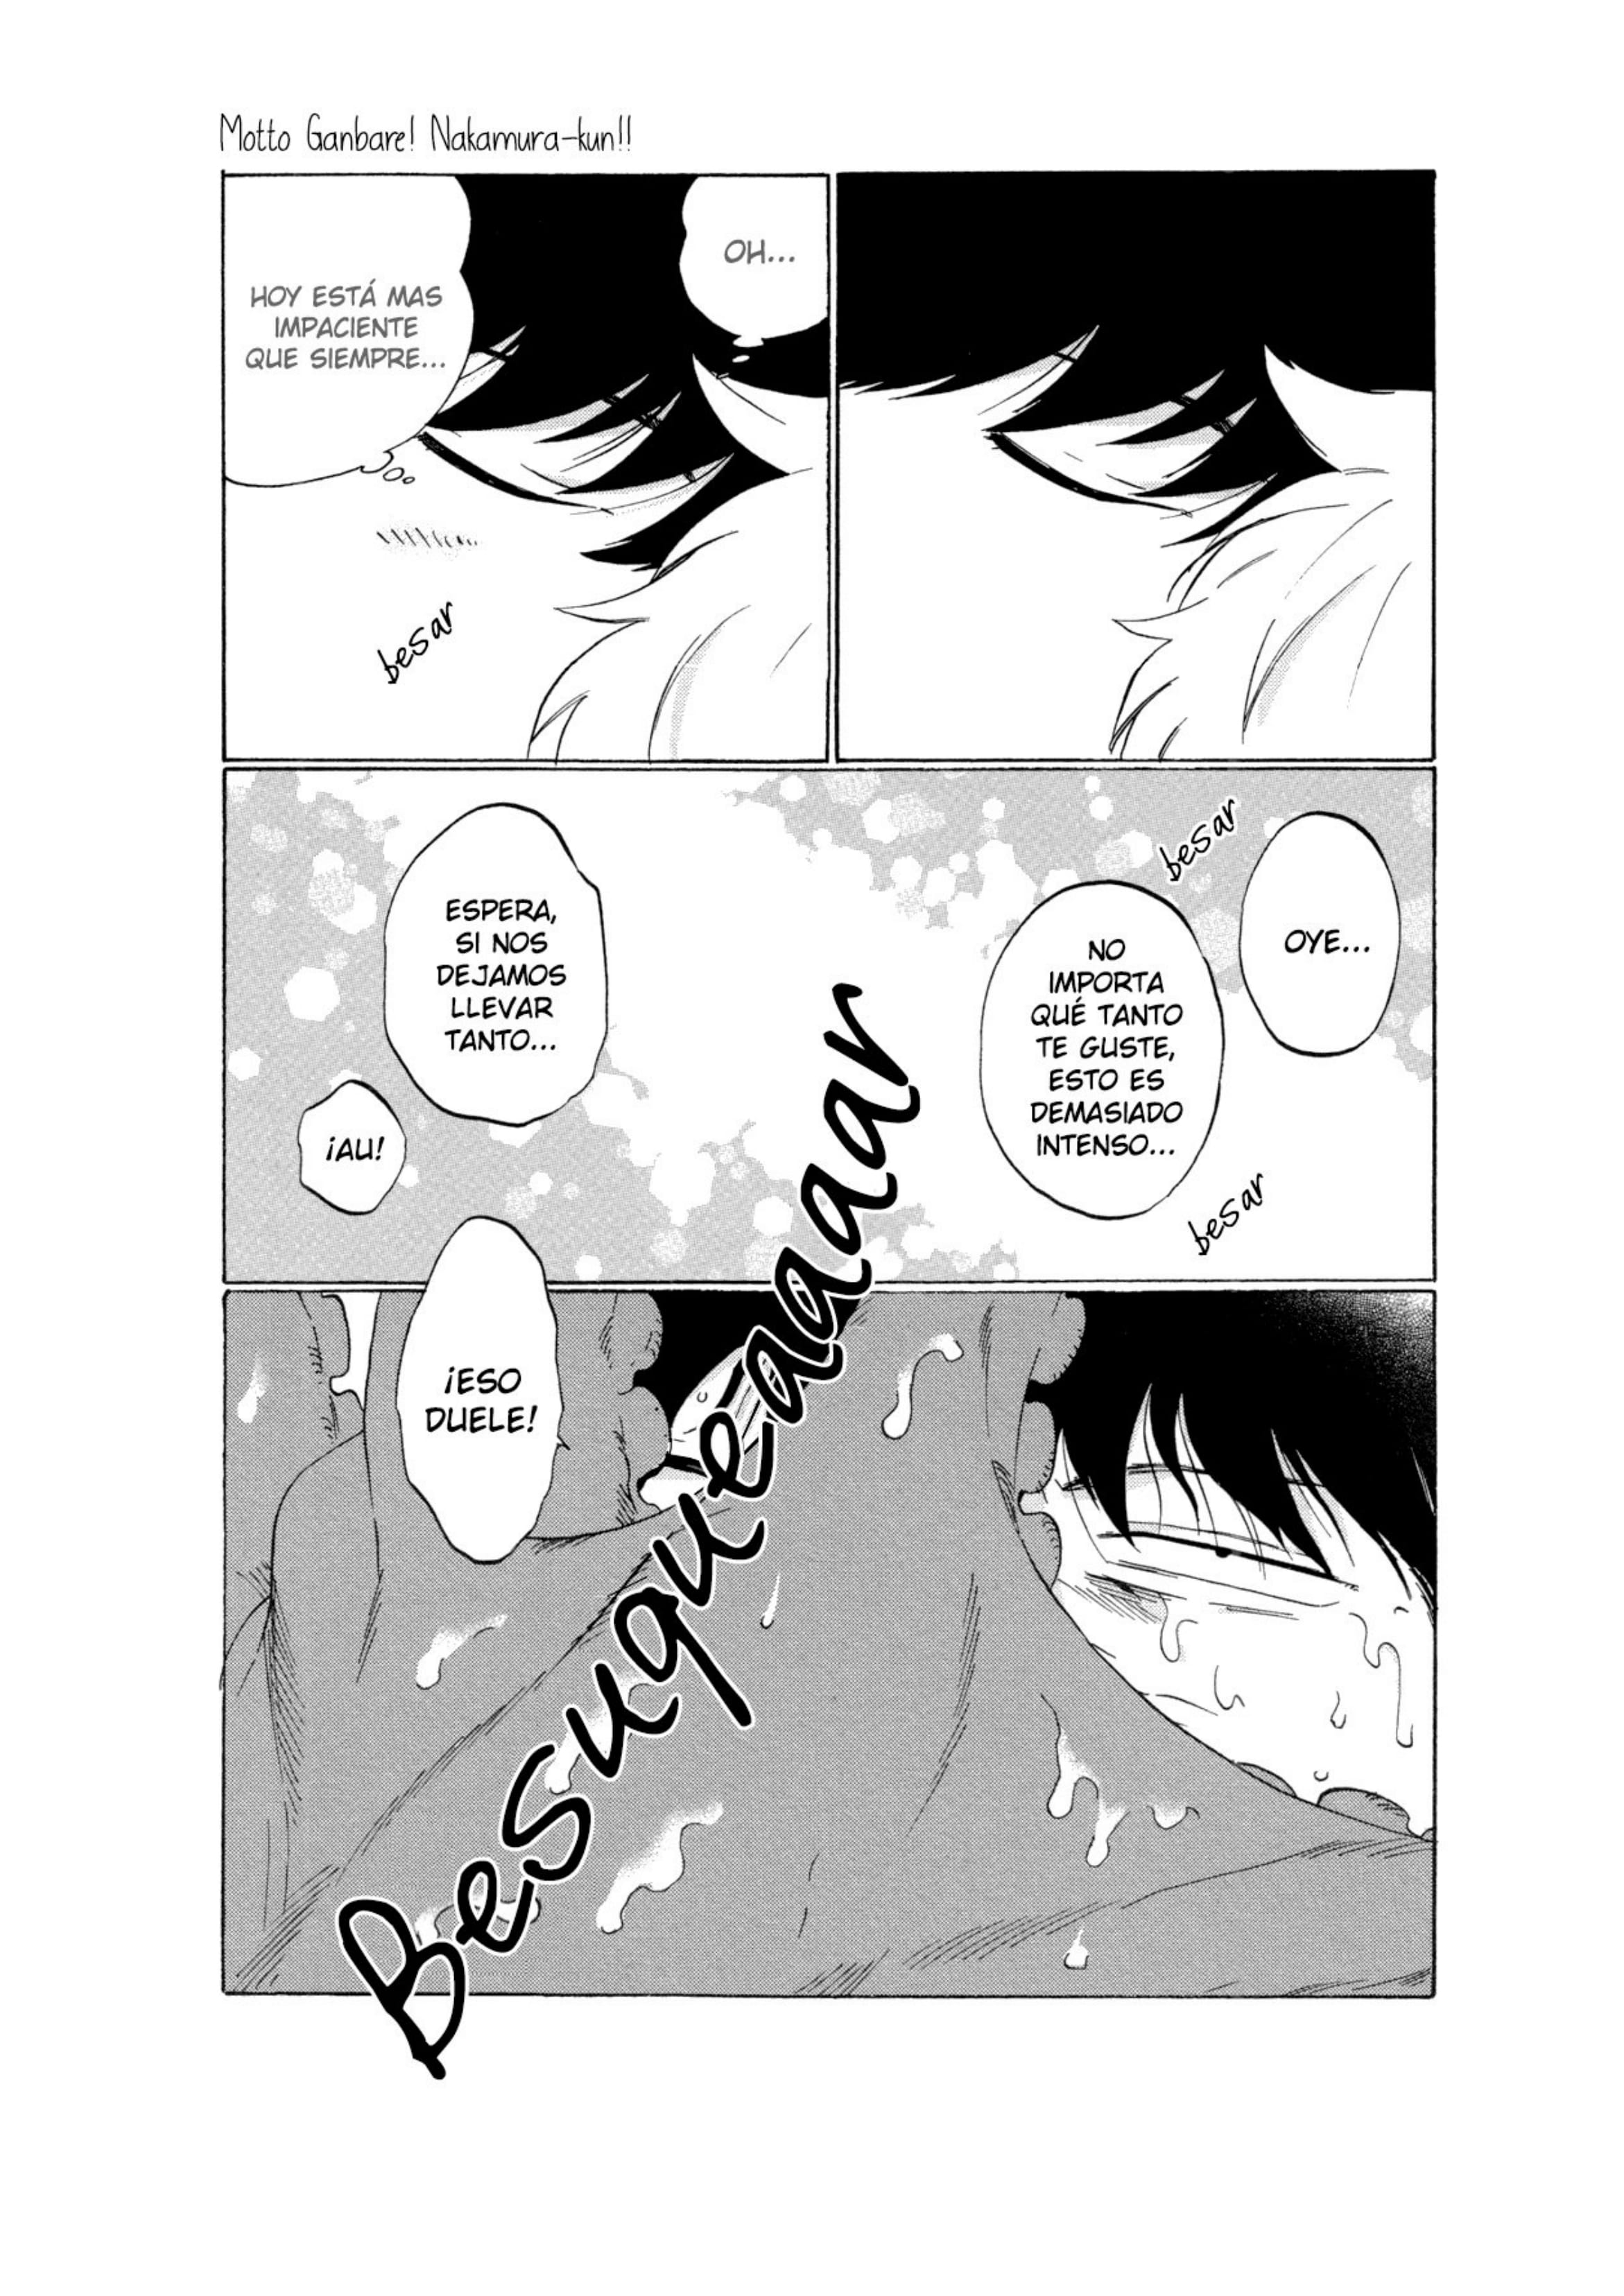 Motto Ganbare! Nakamura-kun!!
OH...
HOY ESTÁ MAS
IMPACIENTE
QUE SIEMPRE...
besar
OYE...
besar
NO
IMPORTA
QUÉ TANTO
TE GUSTE,
ESTO ES
DEMASIADO
INTENSO...
besar
ESPERA,
SI NOS
DEJAMOS
LLEVAR
TANTO...
¡AU!
¡ESO
DUELE!
Besuqueaaar